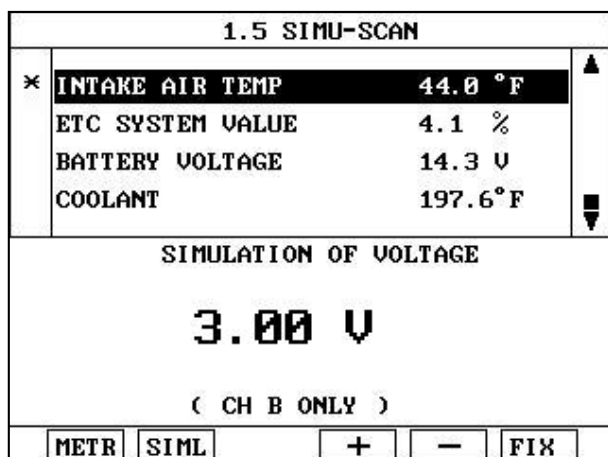 1.5 SIMU-SCAN
* INTAKE AIR TEMP 44.0 °F
ETC SYSTEM VALUE 4.1 %
BATTERY VOLTAGE 14.3 V
COOLANT 197.6°F
SIMULATION OF VOLTAGE
3.00 V
( CH B ONLY )
METR SIML + - FIX